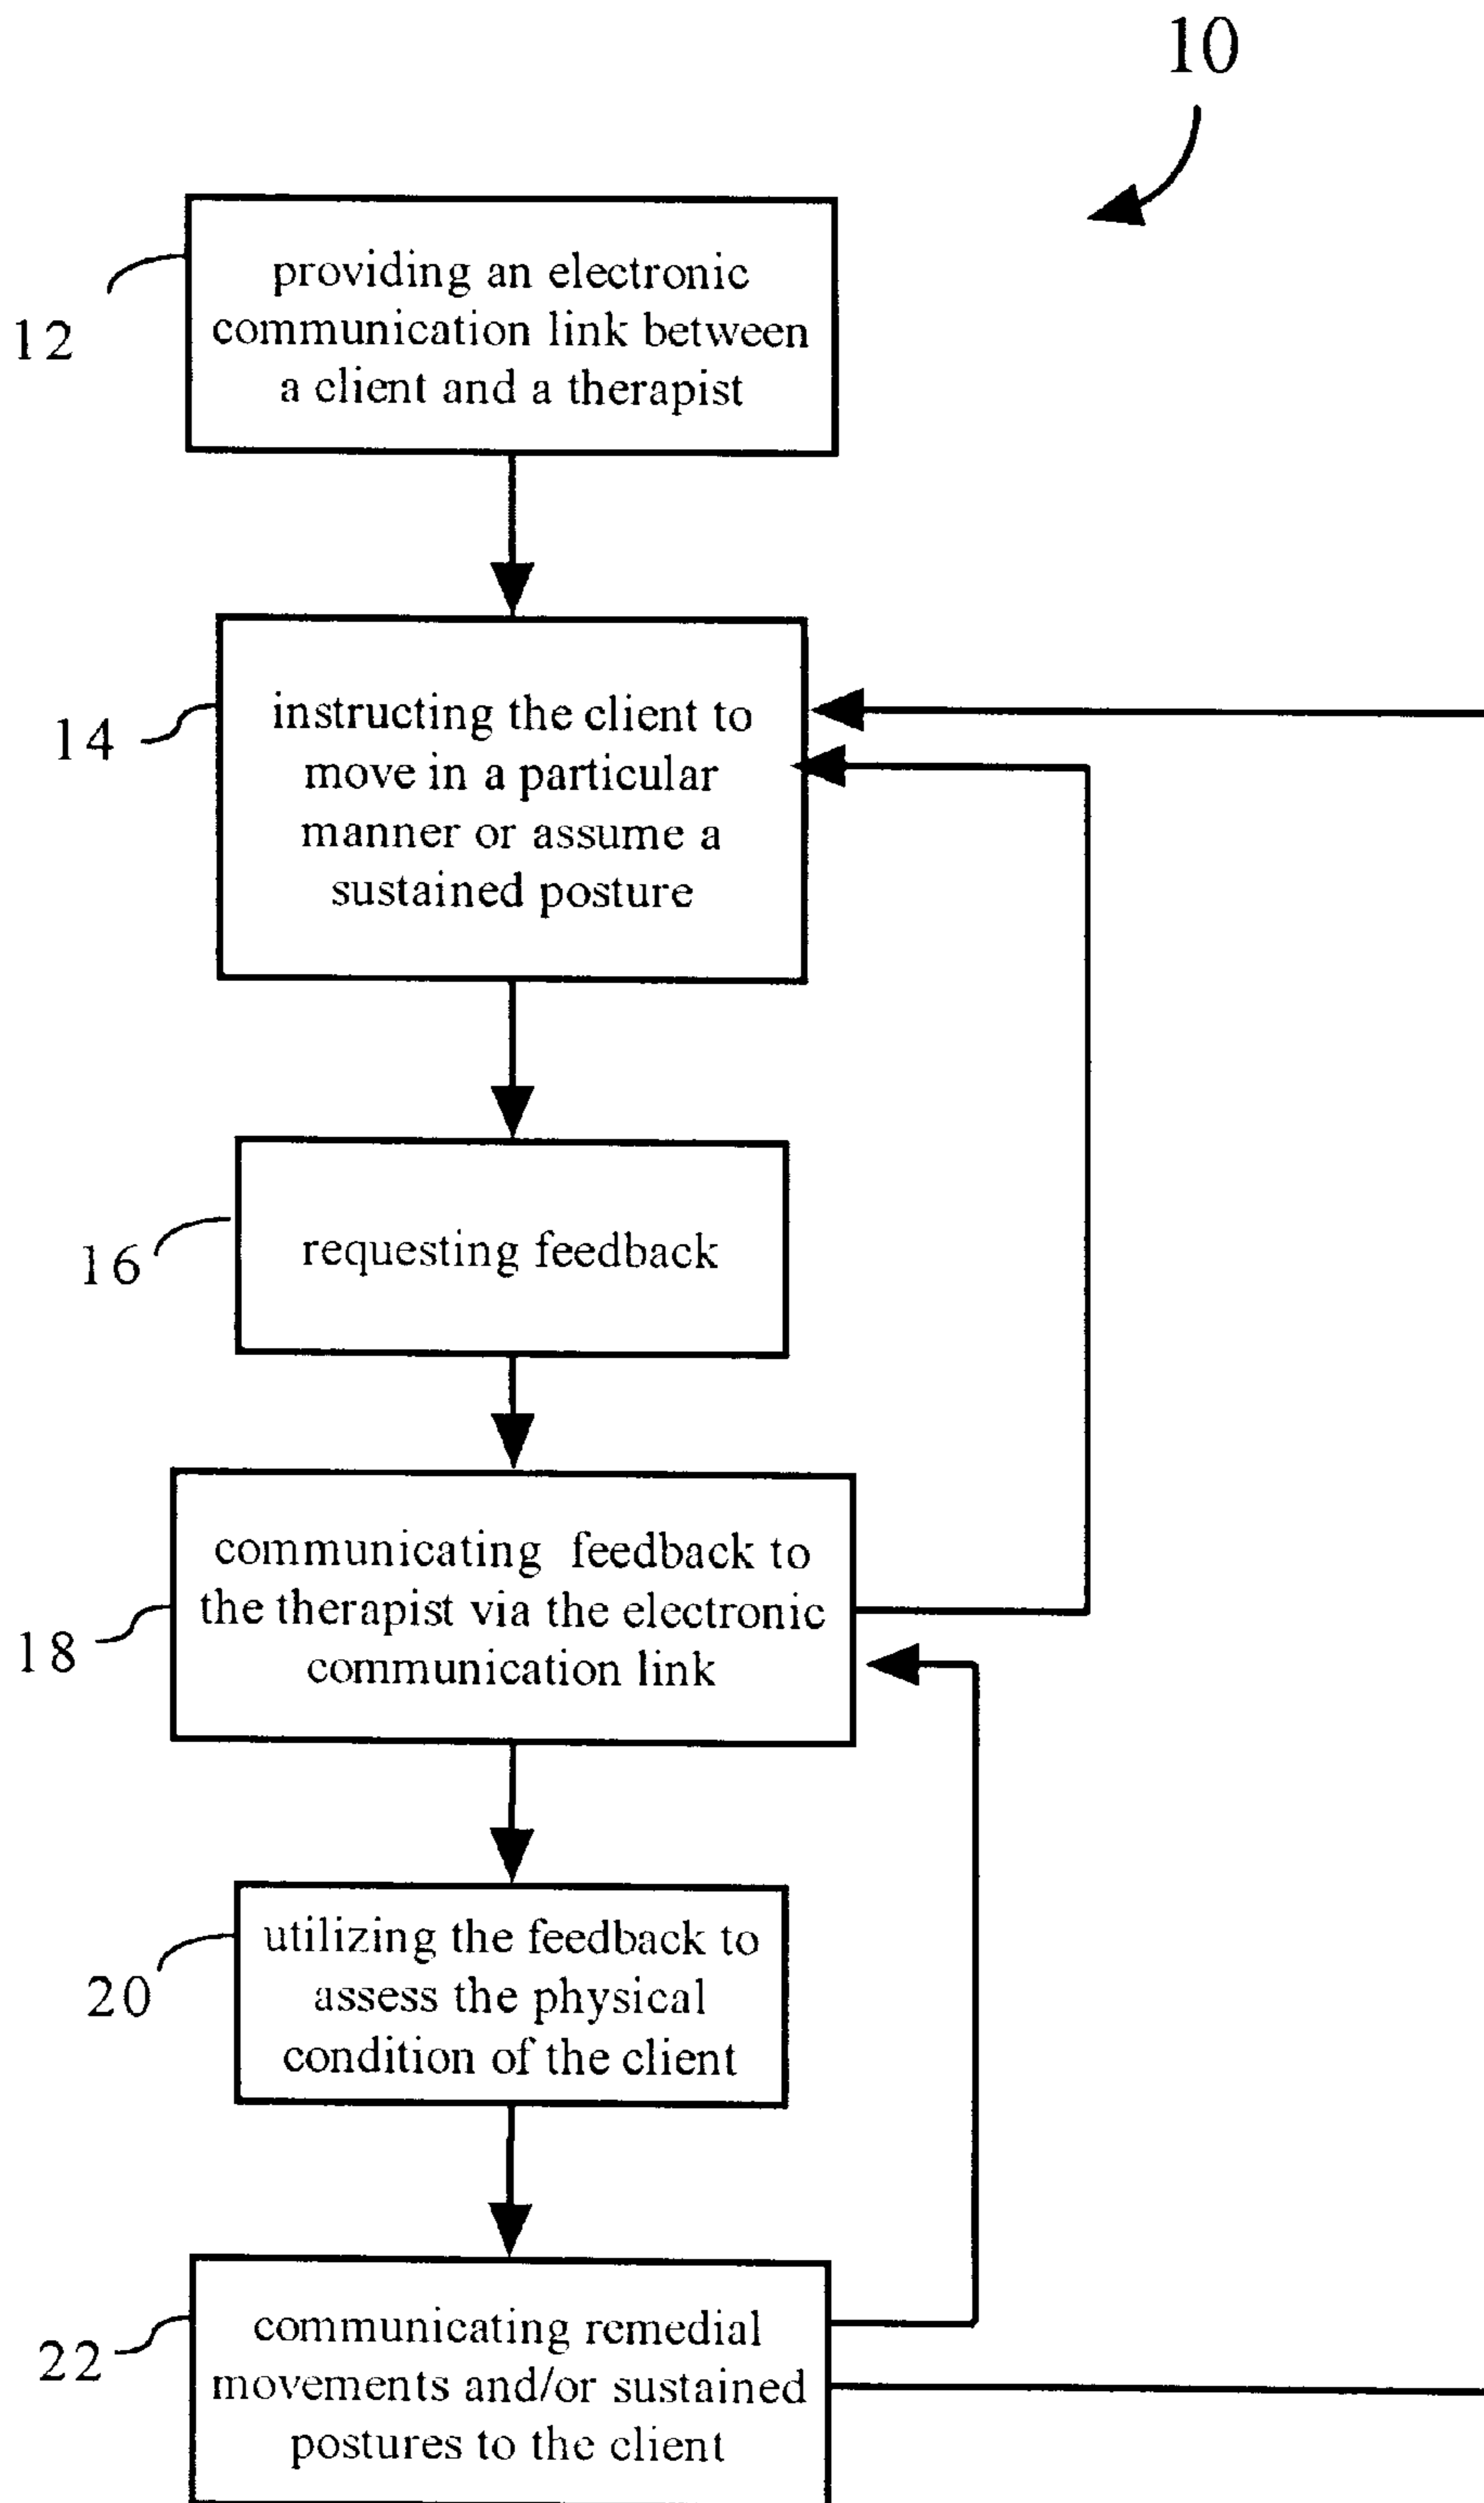 10
12
providing an electronic
communication link between
a client and a therapist
14
instructing the client to
move in a particular
manner or assume a
sustained posture
16
requesting feedback
18
communicating feedback to
the therapist via the electronic
communication link
20
utilizing the feedback to
assess the physical
condition of the client
22
communicating remedial
movements and/or sustained
postures to the client